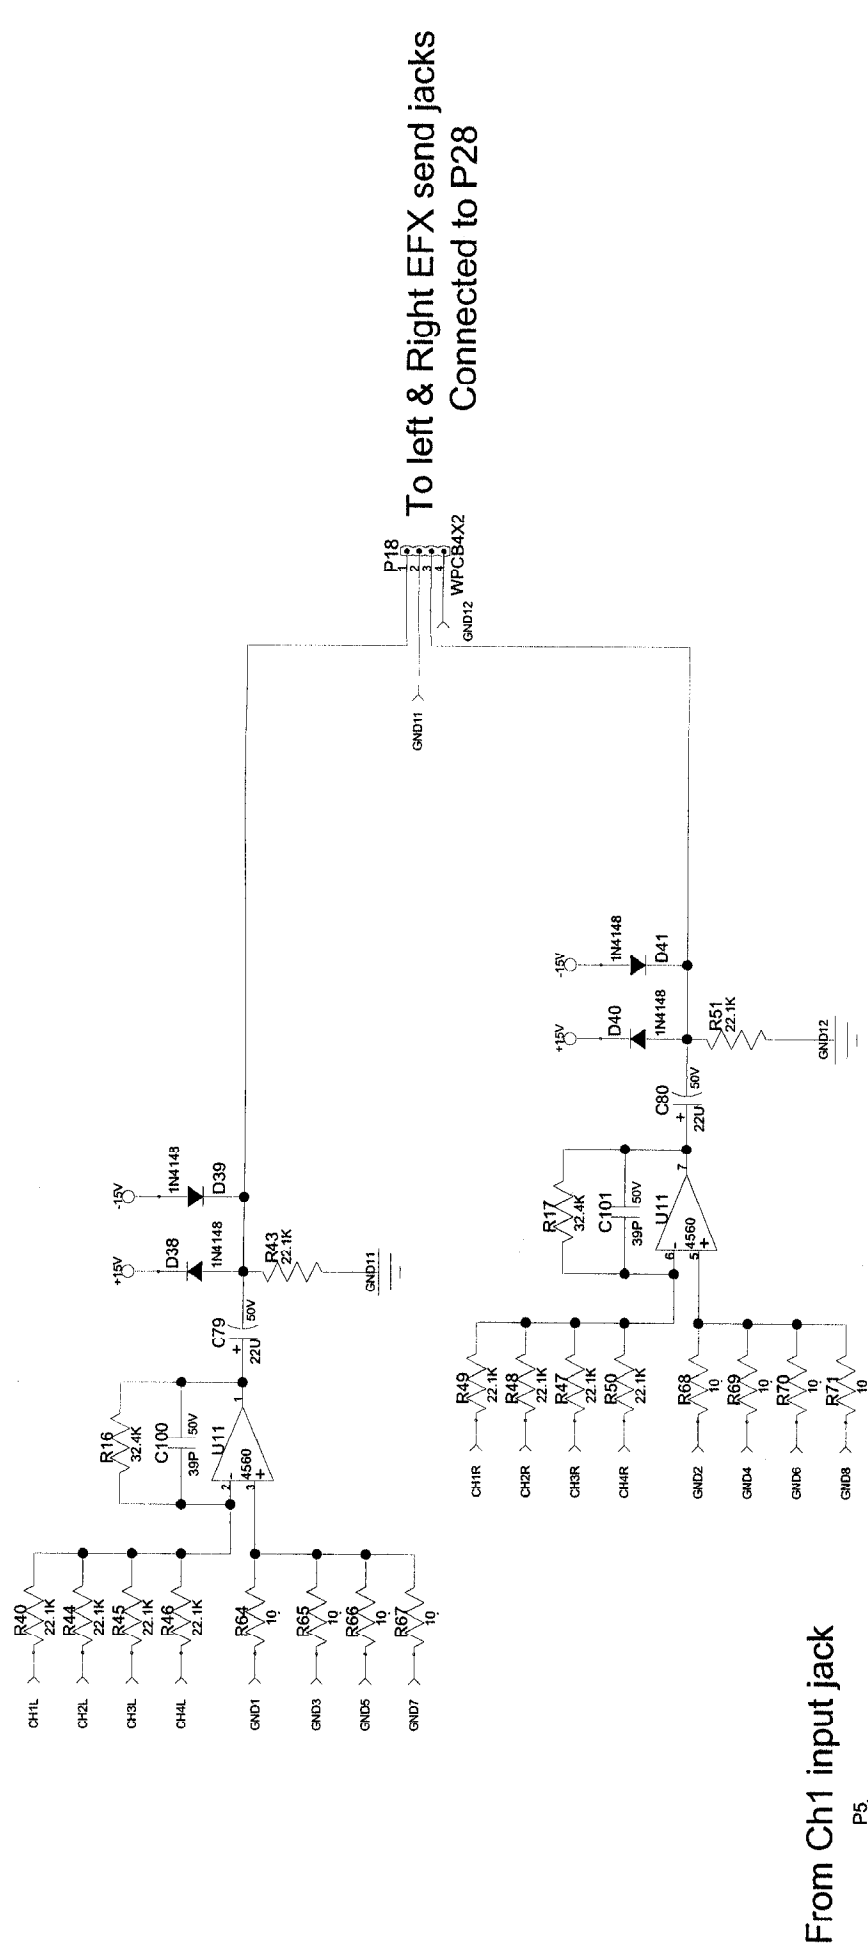 To left & Right EFX send jacks
Connected to P28
P18
1
2
3
4
WPCB4X2
GND12
GND11
-15V
1N4148
D39
+15V
D38
1N4148
R43
22.1K
GND11
C79
50V
+
22U
R16
32.4K
C100
50V
39P
U11
4560
1
2
-
3
+
R40
22.1K
CH1L
R44
22.1K
CH2L
R45
22.1K
CH3L
R46
22.1K
CH4L
R64
10
GND1
R65
10
GND3
R66
10
GND5
R67
10
GND7
-15V
1N4148
D41
+15V
D40
1N4148
R51
22.1K
GND12
C80
50V
+
22U
R17
32.4K
C101
50V
39P
U11
4560
7
6
-
5
+
R49
22.1K
CH1R
R48
22.1K
CH2R
R47
22.1K
CH3R
R50
22.1K
CH4R
R68
10
GND2
R69
10
GND4
R70
10
GND6
R71
10
GND8
From Ch1 input jack
P5